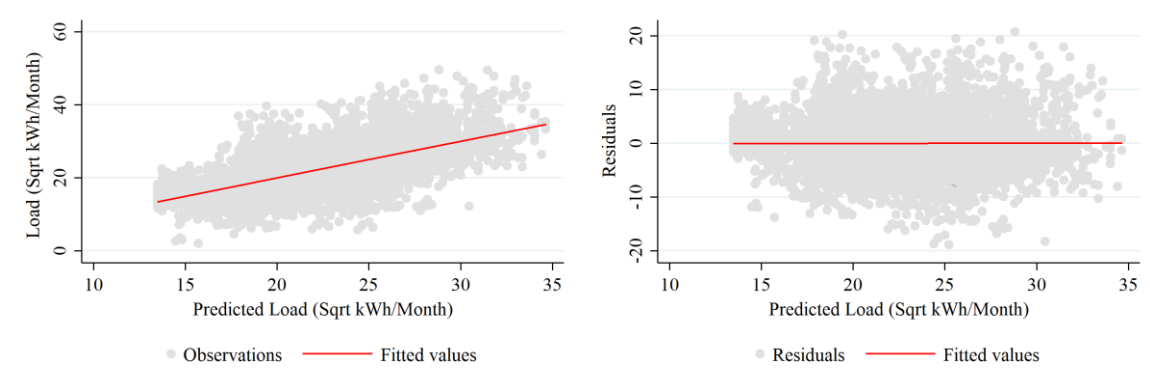 60
40
20
0
Load (Sqrt kWh/Month)
10 15 20 25 30 35
Predicted Load (Sqrt kWh/Month)
Observations Fitted values
20
10
0
-10
-20
Residuals
10 15 20 25 30 35
Predicted Load (Sqrt kWh/Month)
Residuals Fitted values